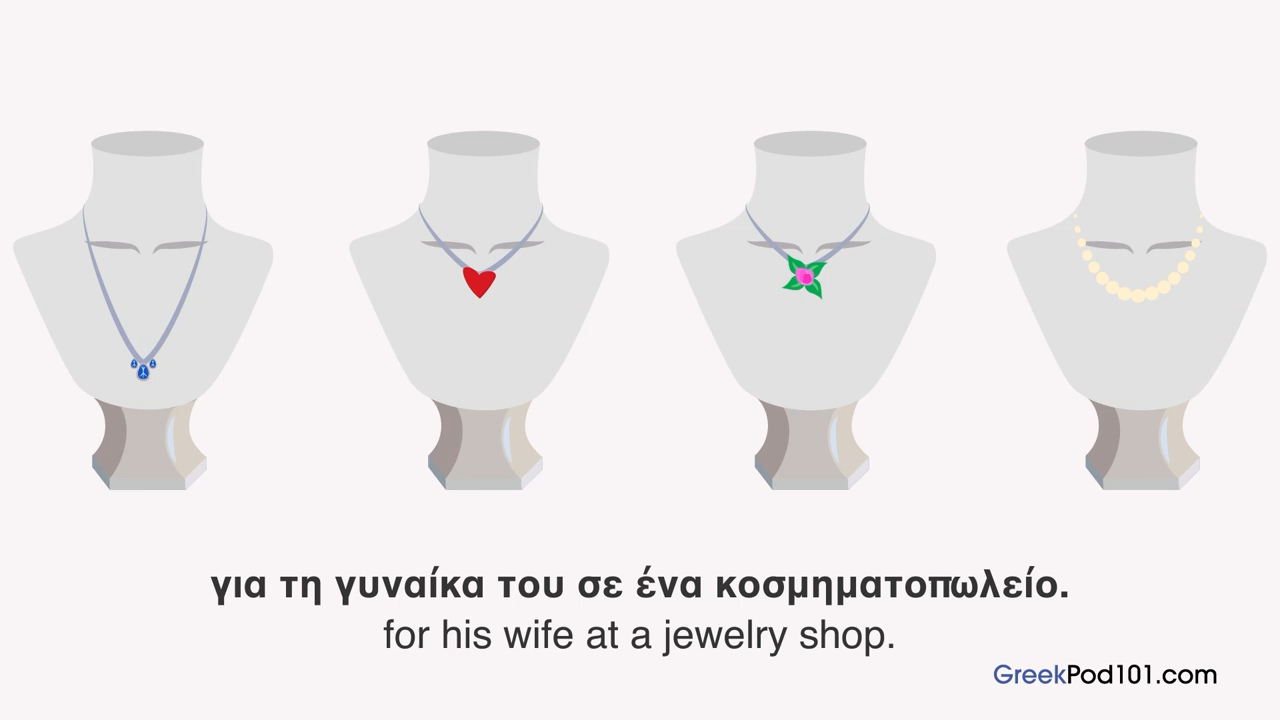 για τη γυναίκα του σε ένα κοσμηματοπωλείο.
for his wife at a jewelry shop.
GreekPod101.com